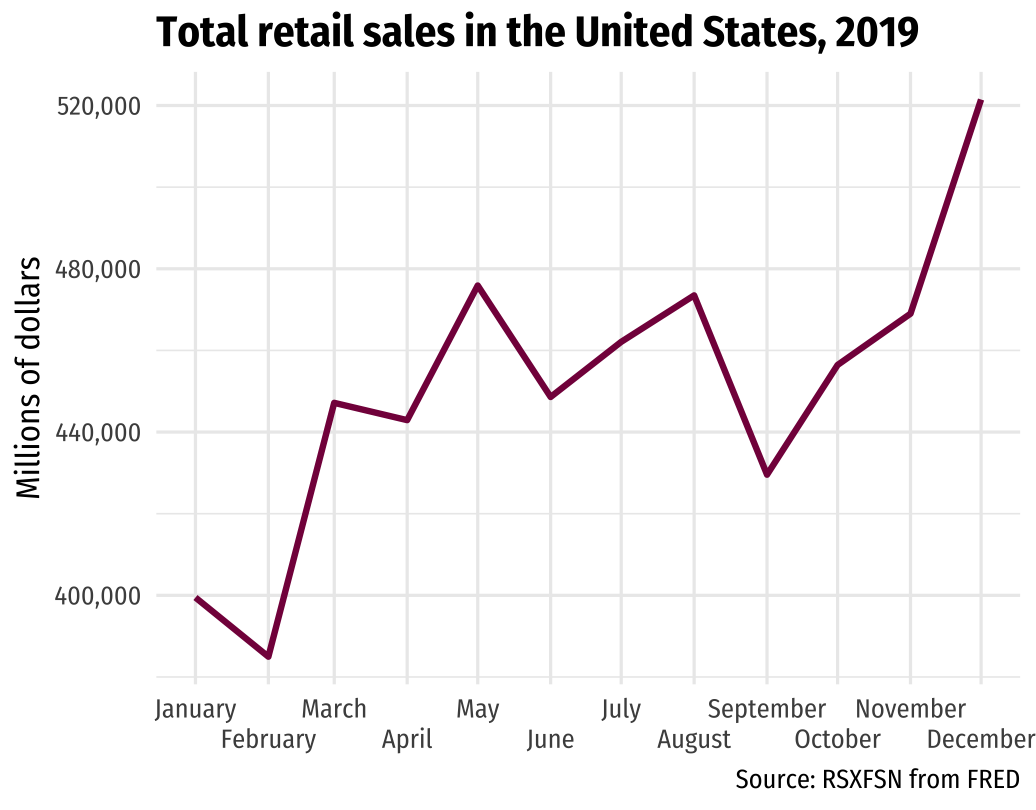 Total retail sales in the United States, 2019
Millions of dollars
520,000
480,000
440,000
400,000
January March May July September November
February April June August October December
Source: RSXFSN from FRED